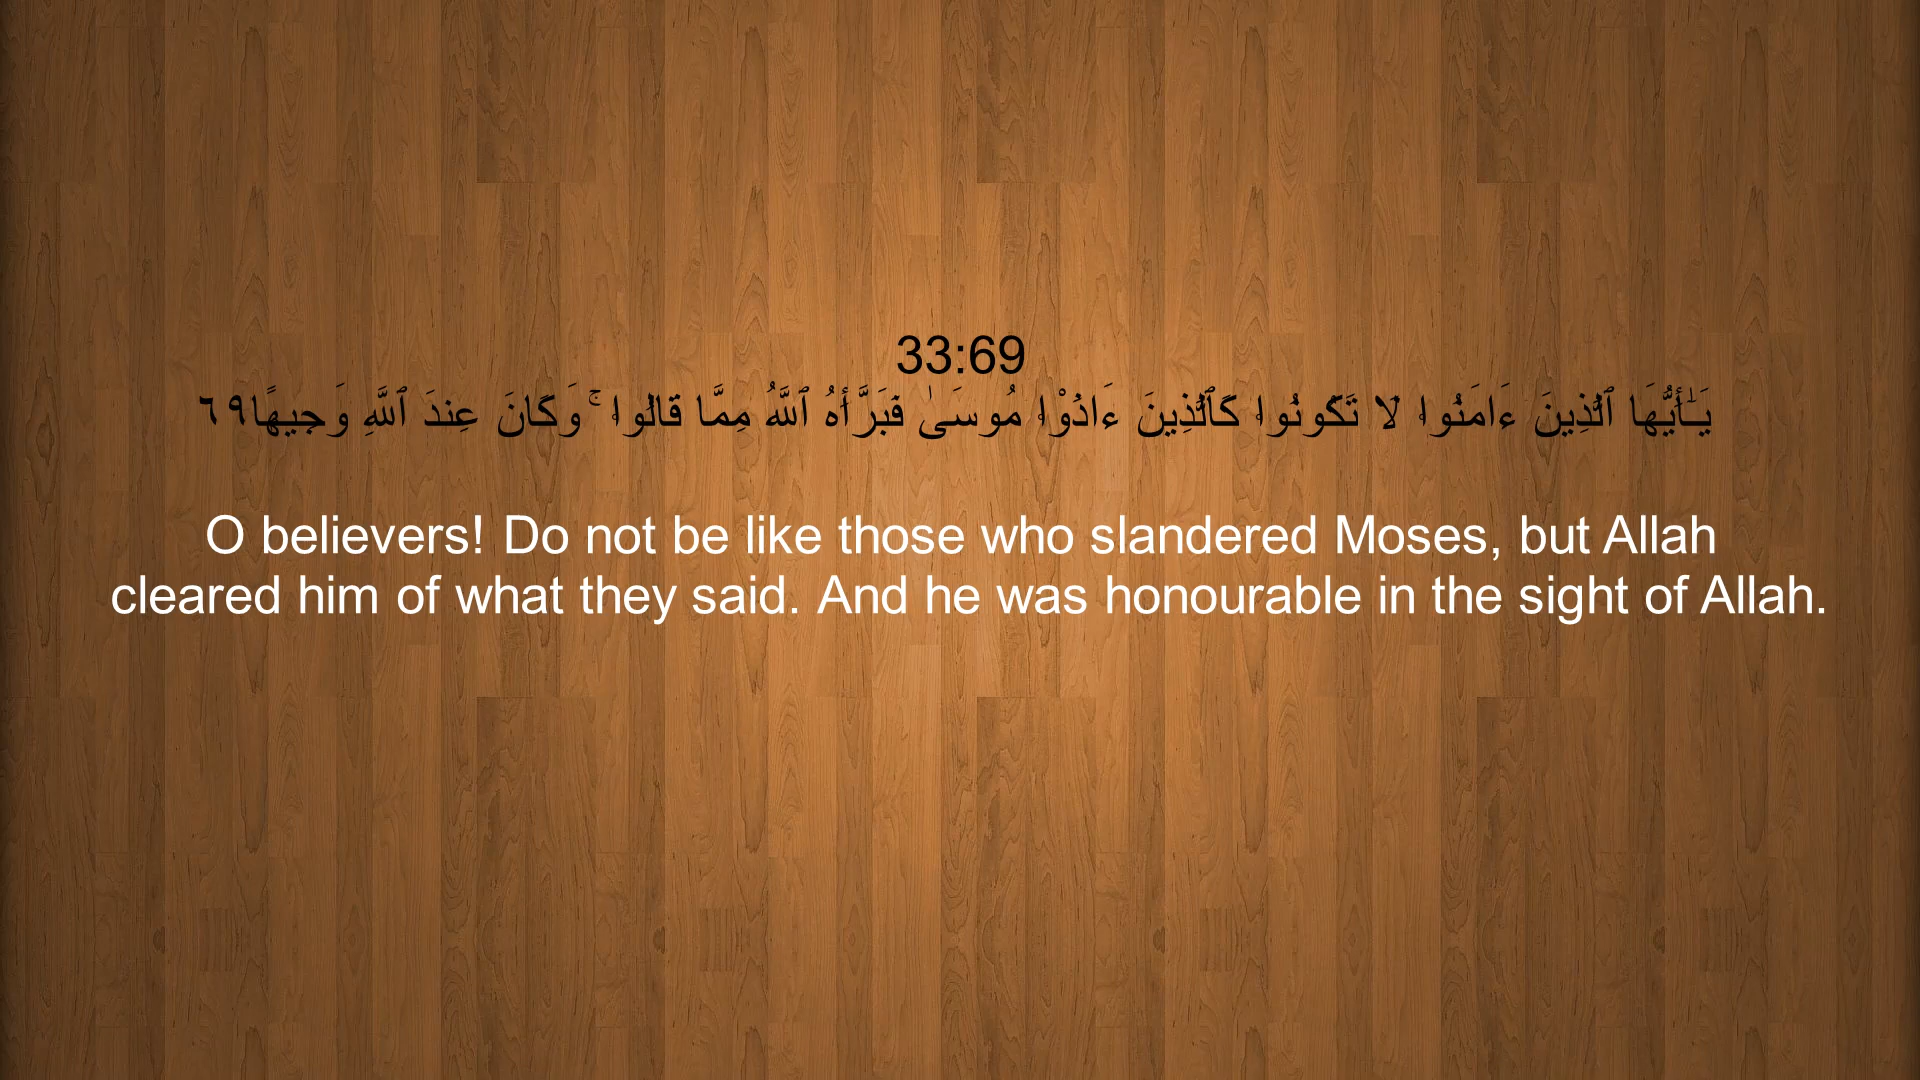 33:69
يَـٰٓأَيُّهَا ٱلَّذِينَ ءَامَنُوا۟ لَا تَكُونُوا۟ كَٱلَّذِينَ ءَاذَوْا۟ مُوسَىٰ فَبَرَّأَهُ ٱللَّهُ مِمَّا قَالُوا۟ ۚ وَكَانَ عِندَ ٱللَّهِ وَجِيهًا ٦٩
O believers! Do not be like those who slandered Moses, but Allah
cleared him of what they said. And he was honourable in the sight of Allah.